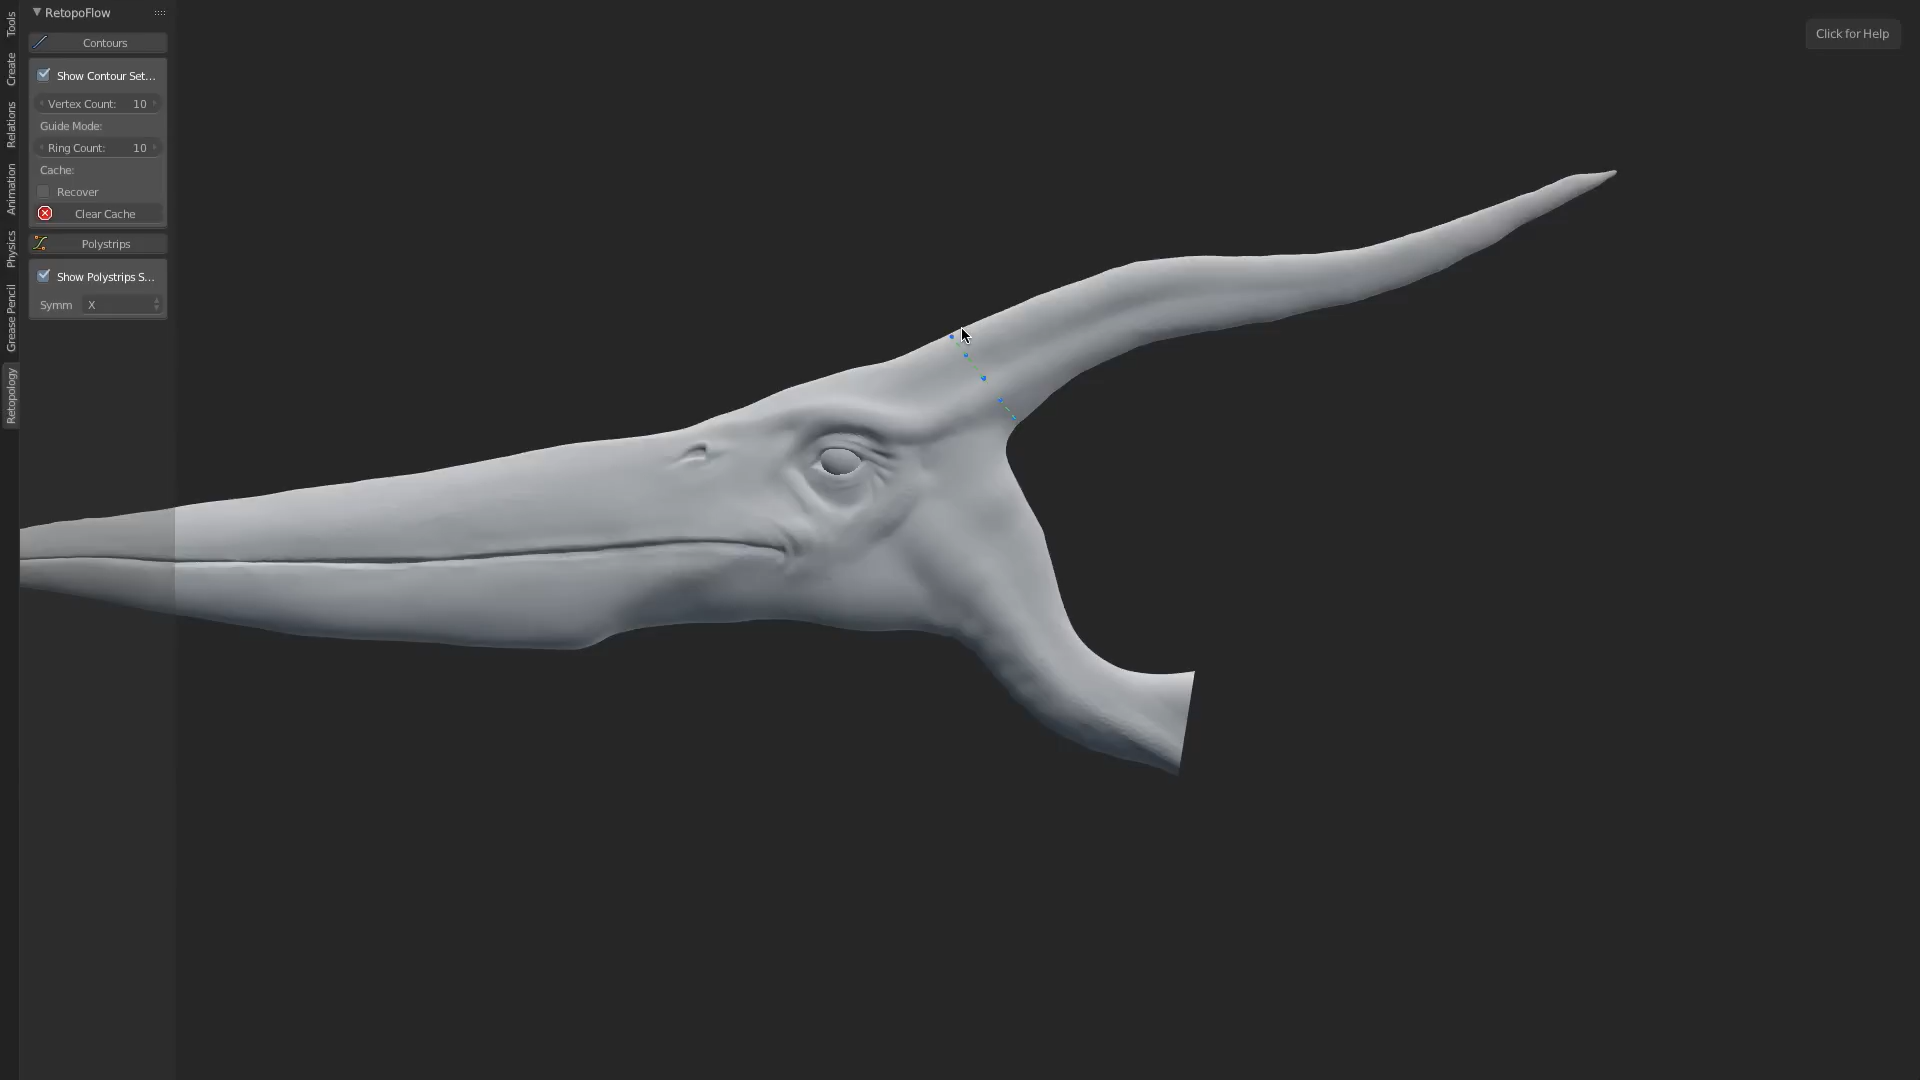 Tools
Create
Relations
Animation
Physics
Grease Pencil
Retopology
RetopoFlow
Contours
Show Contour Set...
Vertex Count: 10
Guide Mode:
Ring Count: 10
Cache:
Recover
Clear Cache
Polystrips
Show Polystrips S...
Symm X
Click for Help